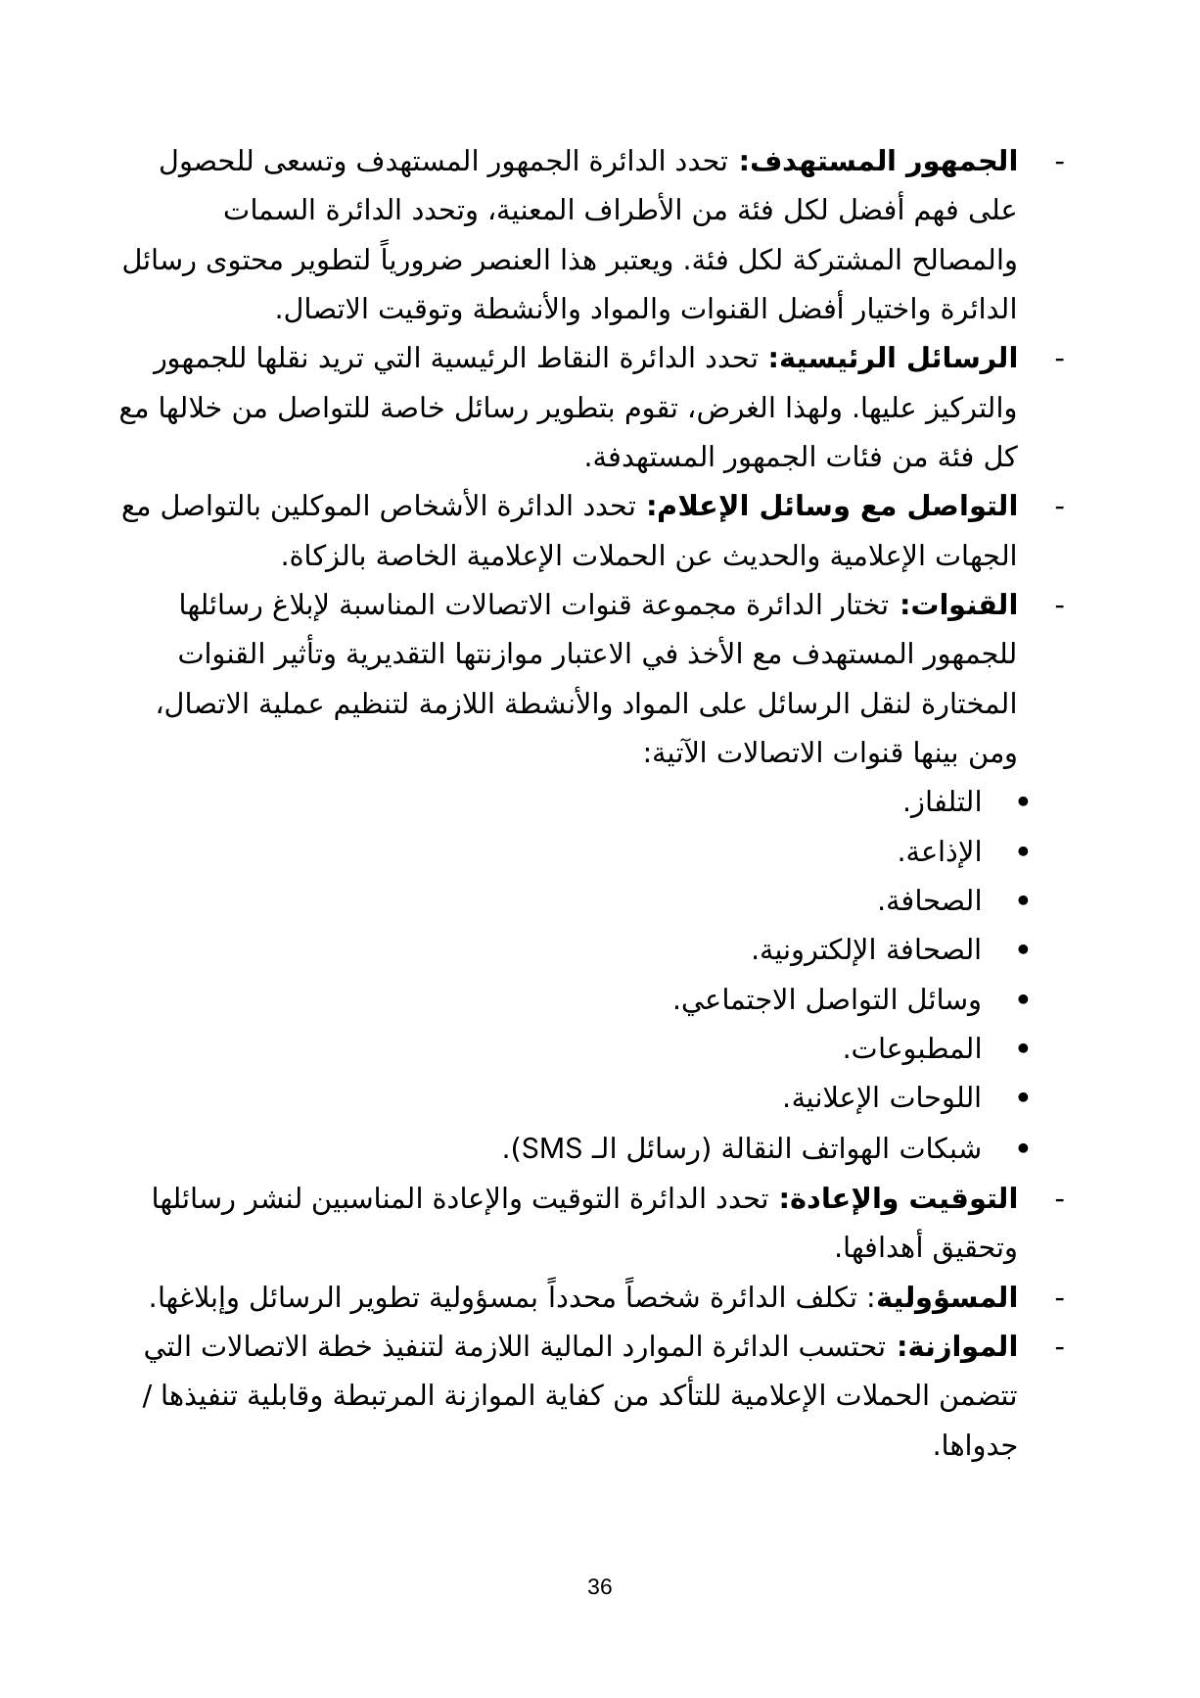 - الجمهور المستهدف: تحدد الدائرة الجمهور المستهدف وتسعى للحصول
على فهم أفضل لكل فئة من الأطراف المعنية، وتحدد الدائرة السمات
والمصالح المشتركة لكل فئة. ويعتبر هذا العنصر ضرورياً لتطوير محتوى رسائل
الدائرة واختيار أفضل القنوات والمواد والأنشطة وتوقيت الاتصال.
- الرسائل الرئيسية: تحدد الدائرة النقاط الرئيسية التي تريد نقلها للجمهور
والتركيز عليها. ولهذا الغرض، تقوم بتطوير رسائل خاصة للتواصل من خلالها مع
كل فئة من فئات الجمهور المستهدفة.
- التواصل مع وسائل الإعلام: تحدد الدائرة الأشخاص الموكلين بالتواصل مع
الجهات الإعلامية والحديث عن الحملات الإعلامية الخاصة بالزكاة.
- القنوات: تختار الدائرة مجموعة قنوات الاتصالات المناسبة لإبلاغ رسائلها
للجمهور المستهدف مع الأخذ في الاعتبار موازنتها التقديرية وتأثير القنوات
المختارة لنقل الرسائل على المواد والأنشطة اللازمة لتنظيم عملية الاتصال،
ومن بينها قنوات الاتصالات الآتية:
• التلفاز.
• الإذاعة.
• الصحافة.
• الصحافة الإلكترونية.
• وسائل التواصل الاجتماعي.
• المطبوعات.
• اللوحات الإعلانية.
• شبكات الهواتف النقالة (رسائل الـ SMS).
- التوقيت والإعادة: تحدد الدائرة التوقيت والإعادة المناسبين لنشر رسائلها
وتحقيق أهدافها.
- المسؤولية: تكلف الدائرة شخصاً محدداً بمسؤولية تطوير الرسائل وإبلاغها.
- الموازنة: تحتسب الدائرة الموارد المالية اللازمة لتنفيذ خطة الاتصالات التي
تتضمن الحملات الإعلامية للتأكد من كفاية الموازنة المرتبطة وقابلية تنفيذها /
جدواها.
36